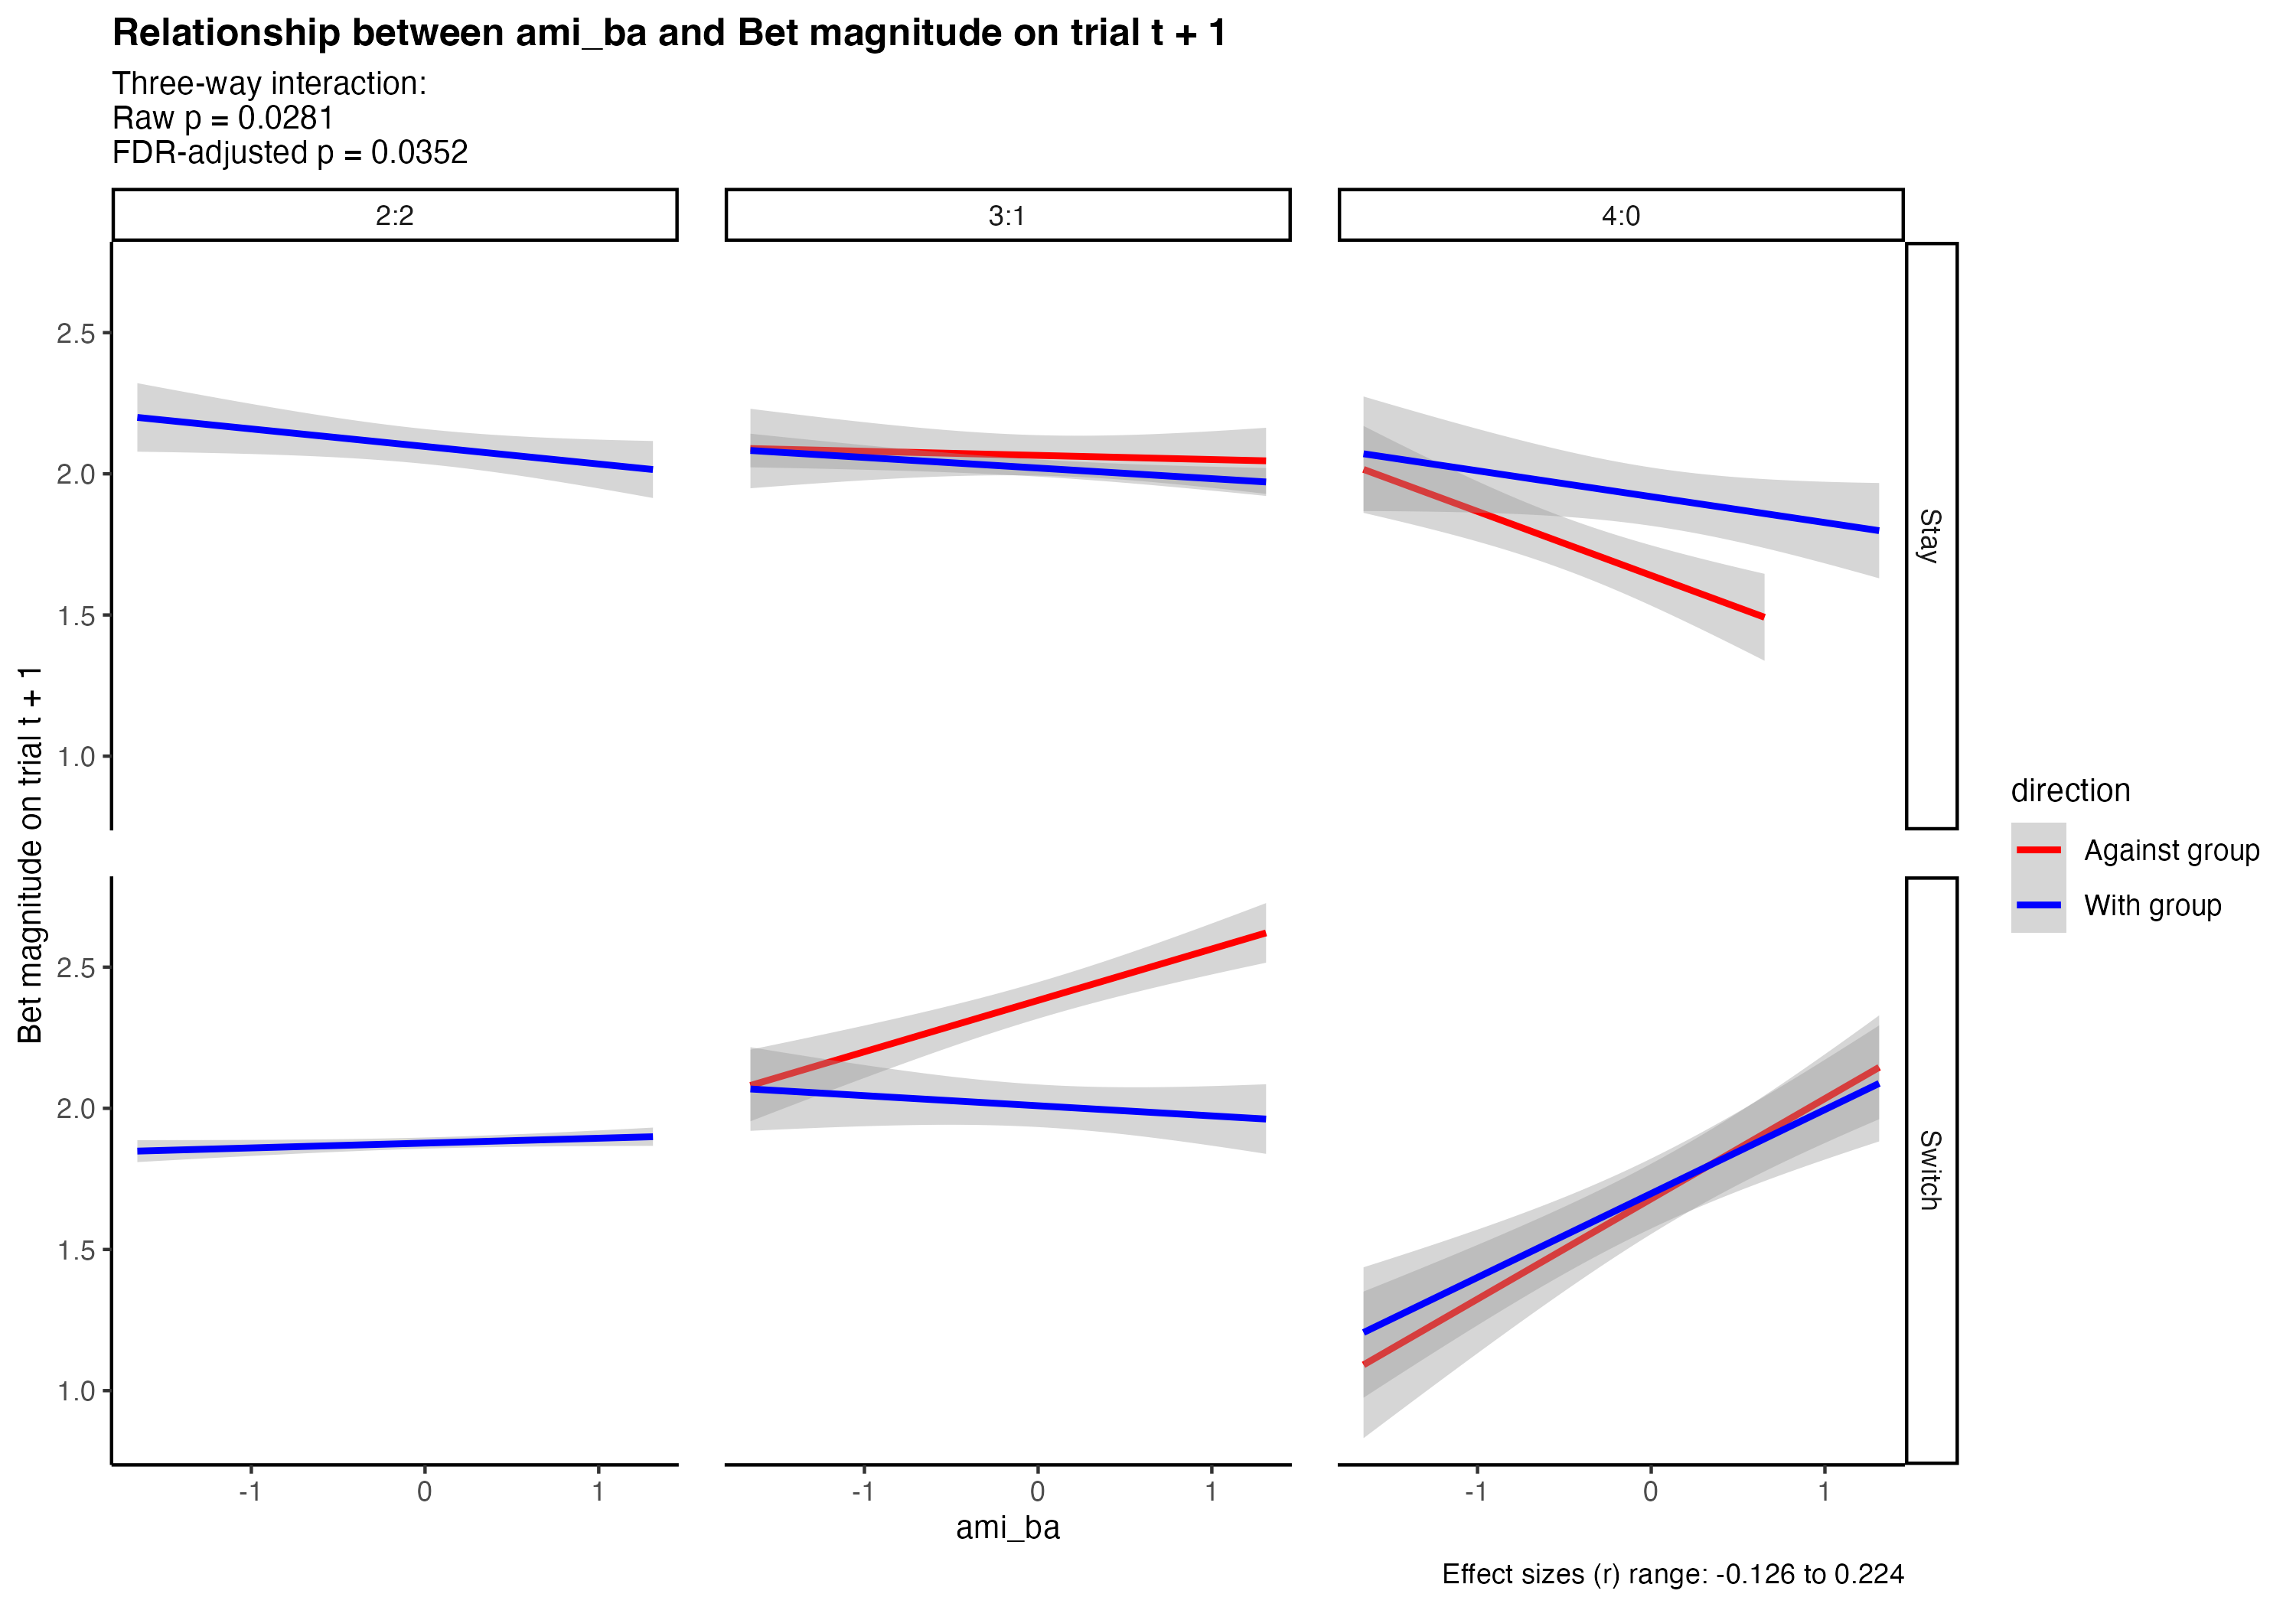 Relationship between ami_ba and Bet magnitude on trial t + 1
Three-way interaction:
Raw p = 0.0281
FDR-adjusted p = 0.0352
2:2
3:1
4:0
2.5
2.0
1.5
1.0
Stay
Bet magnitude on trial t + 1
2.5
2.0
1.5
1.0
Switch
direction
Against group
With group
-1
0
1
-1
0
1
-1
0
1
ami_ba
Effect sizes (r) range: -0.126 to 0.224